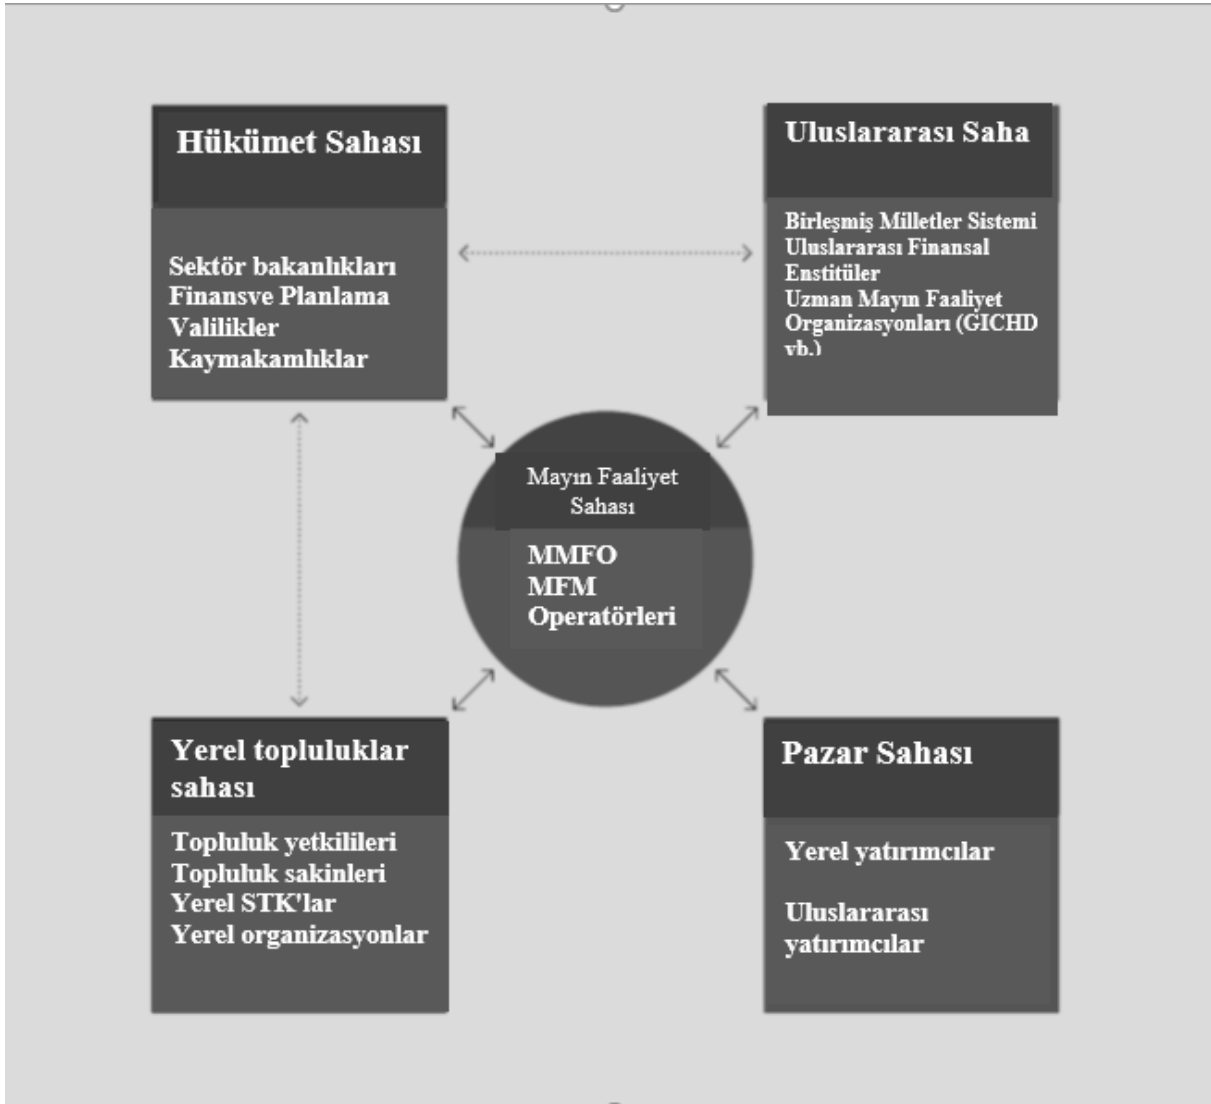 Hükümet Sahası
Sektör bakanlıkları
Finansve Planlama
Valilikler
Kaymakamlıklar
Uluslararası Saha
Birleşmiş Milletler Sistemi
Uluslararası Finansal
Enstitüler
Uzman Mayın Faaliyet
Organizasyonları (GICHD
vb.)
Mayın Faaliyet
Sahası
MMFO
MFM
Operatörleri
Yerel topluluklar
sahası
Topluluk yetkilileri
Topluluk sakinleri
Yerel STK'lar
Yerel organizasyonlar
Pazar Sahası
Yerel yatırımcılar
Uluslararası
yatırımcılar